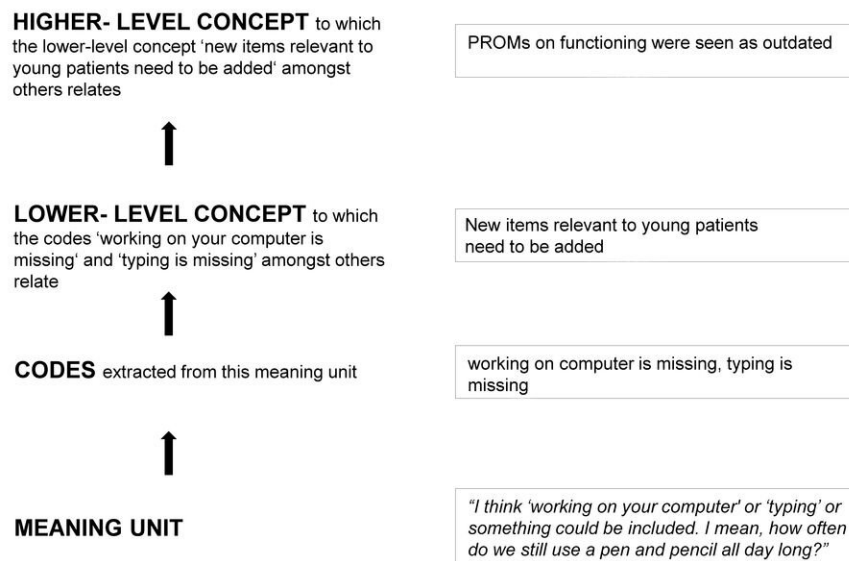 HIGHER- LEVEL CONCEPT to which
the lower-level concept ‘new items relevant to
young patients need to be added‘ amongst
others relates
PROMs on functioning were seen as outdated
LOWER- LEVEL CONCEPT to which
the codes ‘working on your computer is
missing‘ and ‘typing is missing’ amongst others
relate
New items relevant to young patients
need to be added
CODES extracted from this meaning unit
working on computer is missing, typing is
missing
MEANING UNIT
“I think ‘working on your computer' or ‘typing’ or
something could be included. I mean, how often
do we still use a pen and pencil all day long?”